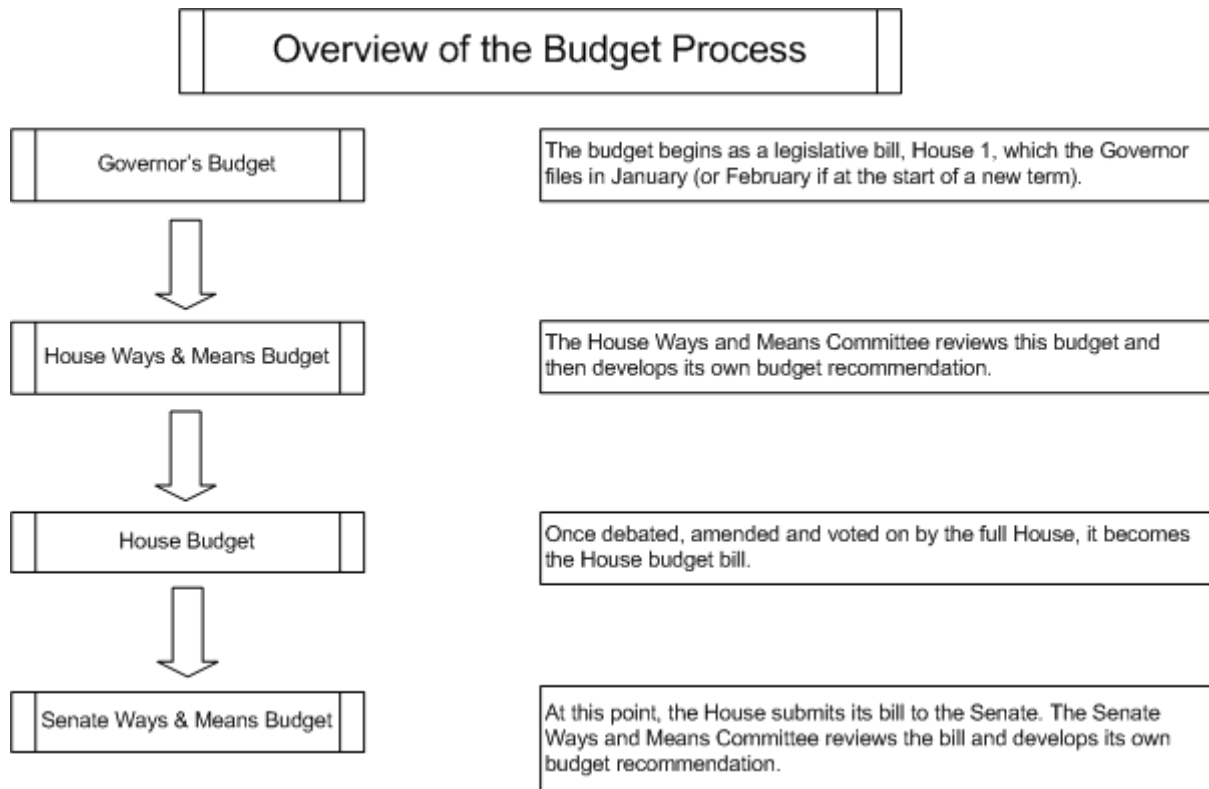 Overview of the Budget Process
Governor's Budget
The budget begins as a legislative bill, House 1, which the Governor
files in January (or February if at the start of a new term).
House Ways & Means Budget
The House Ways and Means Committee reviews this budget and
then develops its own budget recommendation.
House Budget
Once debated, amended and voted on by the full House, it becomes
the House budget bill.
Senate Ways & Means Budget
At this point, the House submits its bill to the Senate. The Senate
Ways and Means Committee reviews the bill and develops its own
budget recommendation.